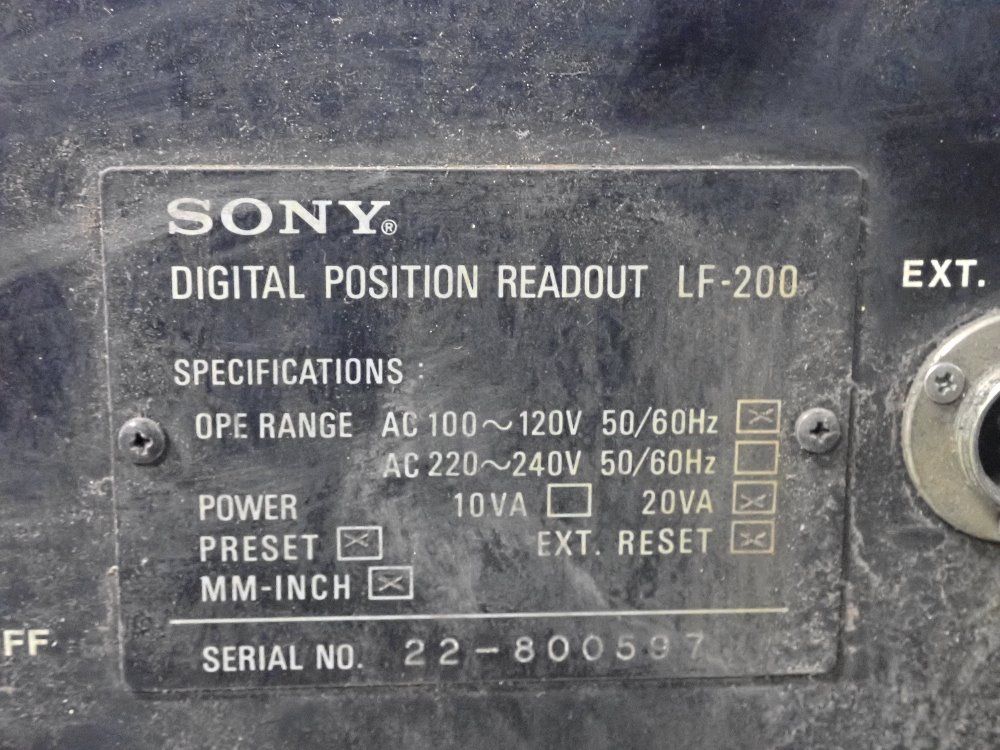 SONY®
DIGITAL POSITION READOUT LF-200
EXT.
SPECIFICATIONS :
OPE RANGE AC 100~120V 50/60Hz ☒
AC 220~240V 50/60Hz ☐
POWER 10VA ☐ 20VA ☒
PRESET ☒ EXT. RESET ☒
MM-INCH ☒
FF
SERIAL NO. 22-800597